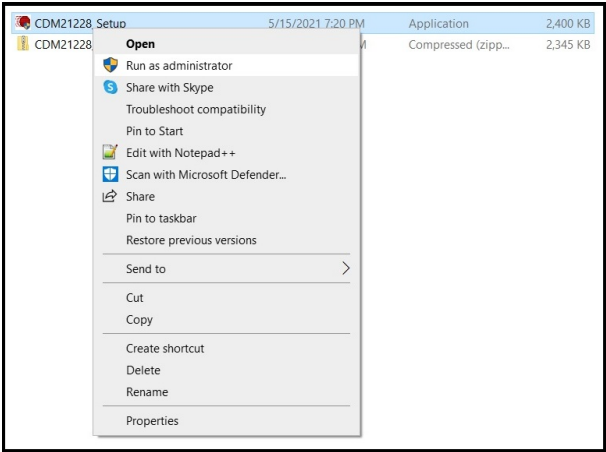 CDM21228_Setup 5/15/2021 7:20 PM Application 2,400 KB
CDM21228 Compressed (zipp... 2,345 KB
Open
Run as administrator
Share with Skype
Troubleshoot compatibility
Pin to Start
Edit with Notepad++
Scan with Microsoft Defender...
Share
Pin to taskbar
Restore previous versions
Send to
Cut
Copy
Create shortcut
Delete
Rename
Properties